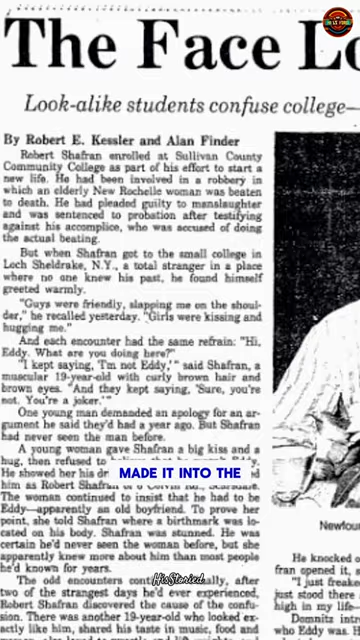 The Face Lo
Look-alike students confuse college—
By Robert E. Kessler and Alan Finder
Robert Shafran enrolled at Sullivan County
Community College as part of his effort to start a
new life. He had been involved in a robbery in
which an elderly New Rochelle woman was beaten
to death. He had pleaded guilty to manslaughter
and was sentenced to probation after testifying
against his accomplice, who was accused of doing
the actual beating.
But when Shafran got to the small college in
Loch Sheldrake, N.Y., a total stranger in a place
where no one knew his past, he found himself
greeted warmly.
"Guys were friendly, slapping me on the shoul-
der," he recalled yesterday. "Girls were kissing and
hugging me."
And each encounter had the same refrain: "Hi,
Eddy. What are you doing here?"
"I kept saying, 'I'm not Eddy,' " said Shafran, a
muscular 19-year-old with curly brown hair and
brown eyes. "And they kept saying, 'Sure, you're
not. You're a joker.' "
One young man demanded an apology for an ar-
gument he said they'd had a year ago. But Shafran
had never seen the man before.
A young woman gave Shafran a big kiss and a
hug, then refused to
He showed her his
MADE IT INTO THE
him as Robert Shafran
The woman continued to insist that he had to be
Eddy—apparently an old boyfriend. To prove her
point, she told Shafran where a birthmark was lo-
cated on his body. Shafran was stunned. He was
certain he'd never seen the woman before, but she
apparently knew more about him than most people
he'd known for years.
The odd encounters
HisStoried
ally, after
two of the strangest days he'd ever experienced,
Robert Shafran discovered the cause of the confu-
sion. There was another 19-year-old who looked ex-
actly like him, shared his taste in music, food and
Newfou
He knocked o
fran opened it, s
"I just freake
just stood there
high in my life—
Domnitz intr
who Eddy was